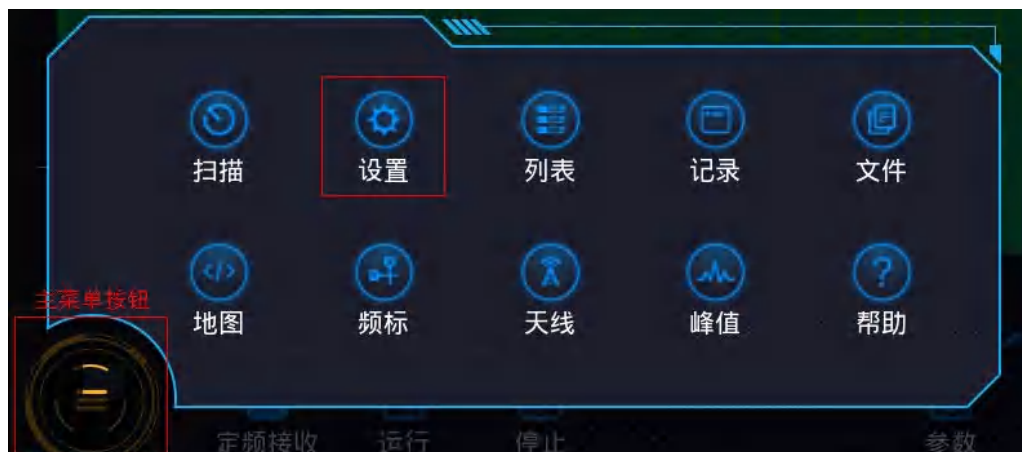 扫描 设置 列表 记录 文件
主菜单按钮
地图 频标 天线 峰值 帮助
定频接收 运行 停止 参数